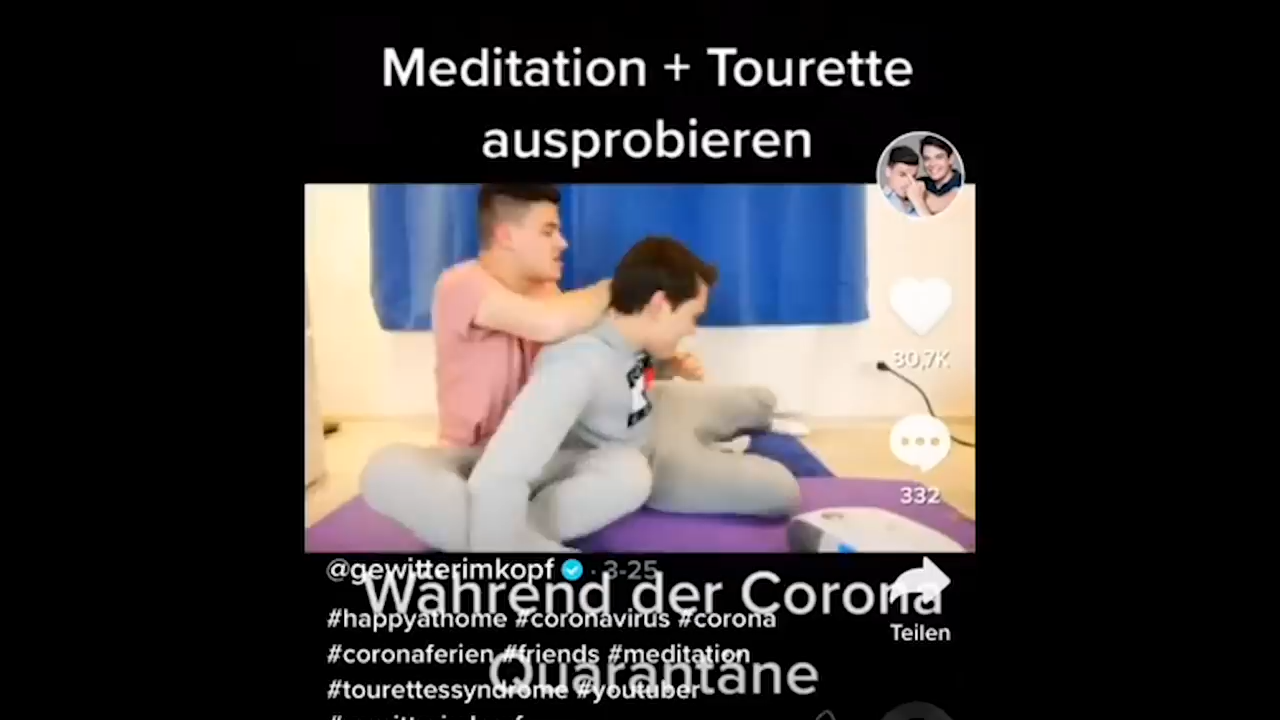 Meditation + Tourette
ausprobieren
80,7K
332
@gewitterimkopf · 3-25
Während der Corona
#happyathome #coronavirus #corona
Teilen
#coronaferien #friends #meditation
Quarantäne
#tourettessyndrome #youtuber